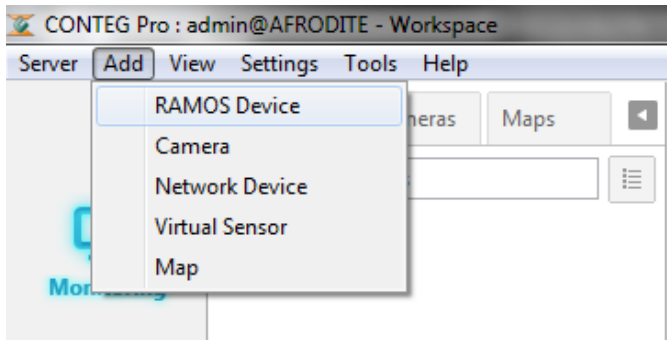 CONTEG Pro : admin@AFRODITE - Workspace
Server Add View Settings Tools Help
RAMOS Device
Maps
Camera
Network Device
Virtual Sensor
Map